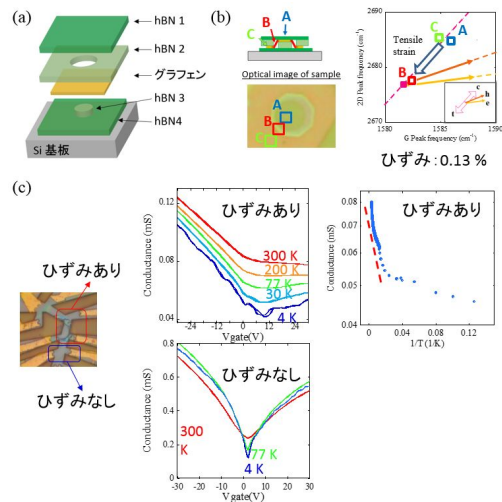 (a)
hBN 1
hBN 2
グラフェン
hBN 3
hBN4
Si 基板
(b)
A
B
C
Optical image of sample
A
B
C
2690
2685
2670
2D Peak frequency (cm⁻¹)
Tensile
strain
C
A
B
c
h
e
t
1580
1585
1590
G Peak frequency (cm⁻¹)
ひずみ:0.13 %
(c)
ひずみあり
ひずみなし
ひずみあり
0.12
0.08
0.04
Conductance (mS)
300 K
200 K
77 K
30 K
4 K
-24 -12 0 12 24
Vgate(V)
ひずみあり
0.08
0.07
0.06
0.05
0.04
Conductance (mS)
0 0.04 0.08 0.12
1/T (1/K)
ひずみなし
0.8
0.6
0.4
0.2
0
Conductance (mS)
300
K
77 K
4 K
-30 -20 -10 0 10 20 30
Vgate(V)